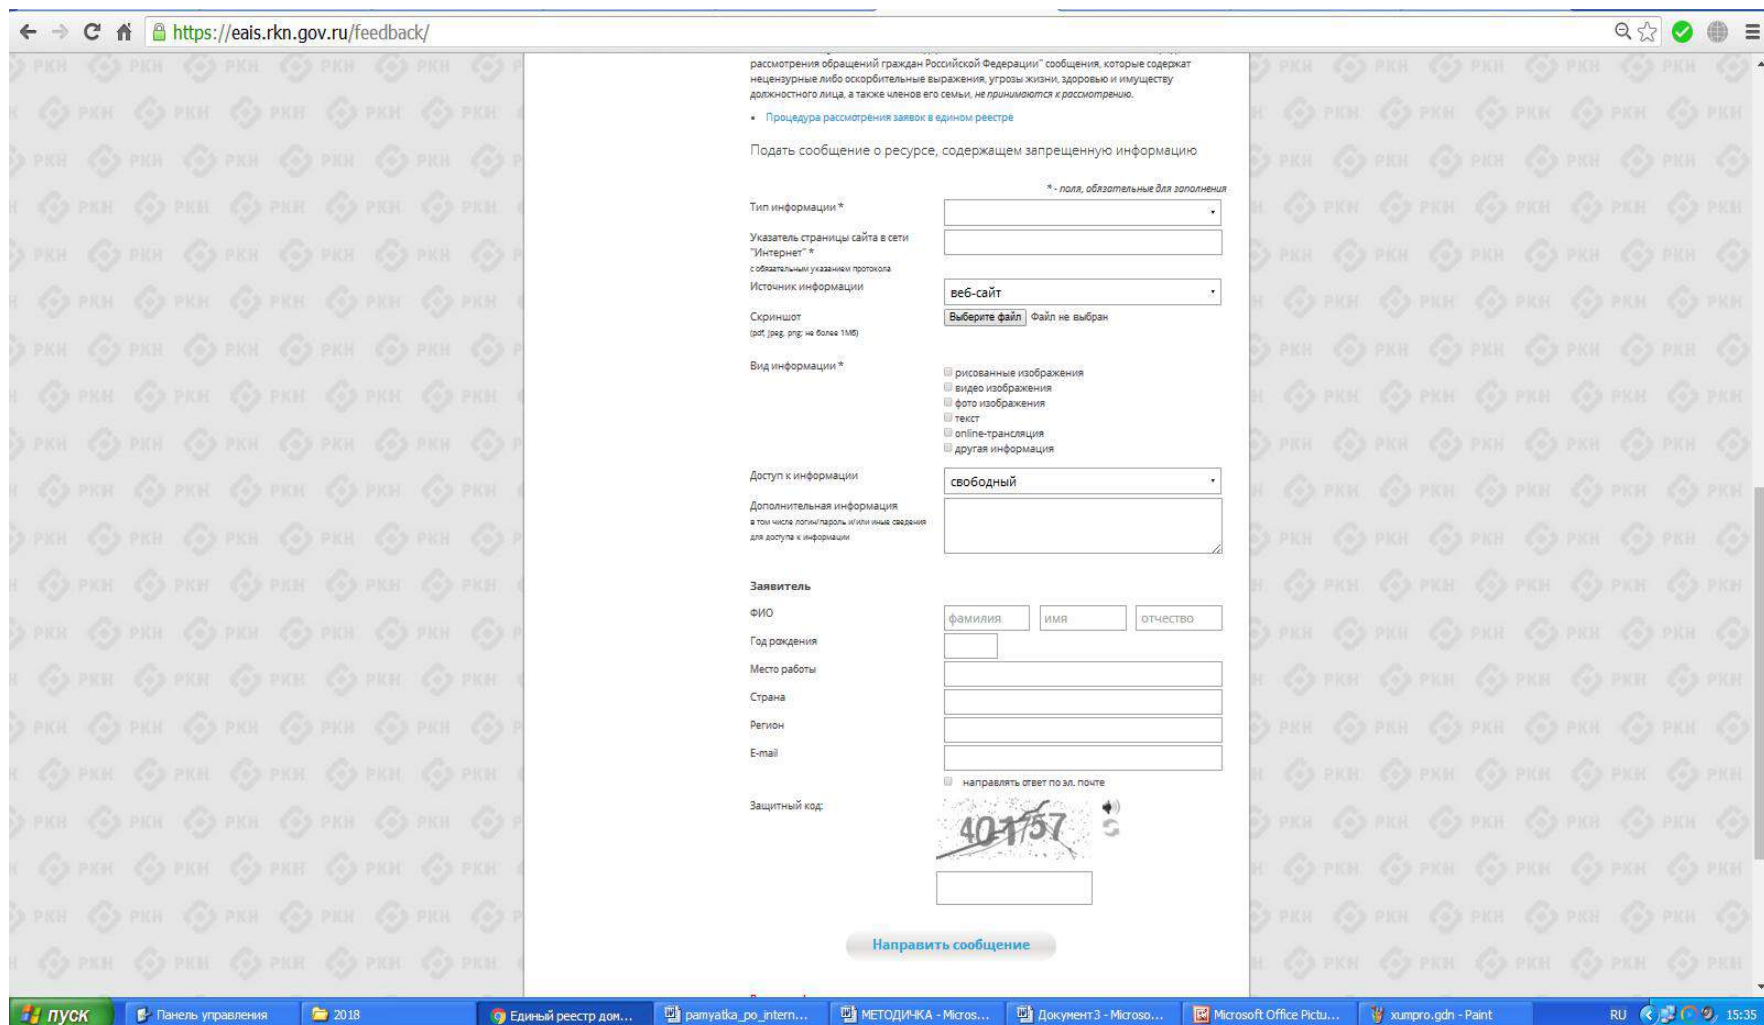 https://eais.rkn.gov.ru/feedback/
рассмотрения обращений граждан Российской Федерации" сообщения, которые содержат
нецензурные либо оскорбительные выражения, угрозы жизни, здоровью и имуществу
должностного лица, а также членов его семьи, не принимаются к рассмотрению.
• Процедура рассмотрения заявок в едином реестре
Подать сообщение о ресурсе, содержащем запрещенную информацию
* - поля, обязательные для заполнения
Тип информации *
Указатель страницы сайта в сети
"Интернет" *
с обязательным указанием протокола
Источник информации
веб-сайт
Скриншот
Выберите файл Файл не выбран
(pdf, jpeg, png; не более 1Мб)
Вид информации *
рисованные изображения
видео изображения
фото изображения
текст
online-трансляция
другая информация
Доступ к информации
свободный
Дополнительная информация
в том числе логин/пароль и/или иные сведения
для доступа к информации
Заявитель
ФИО
фамилия имя отчество
Год рождения
Место работы
Страна
Регион
E-mail
направлять ответ по эл. почте
Защитный код:
401757
Направить сообщение
пуск Панель управления 2018 Единый реестр дом... pamyatka_po_intern... МЕТОДИЧКА - Micros... Документ3 - Microso... Microsoft Office Pictu... xumpro.gdn - Paint RU 15:35
РКН